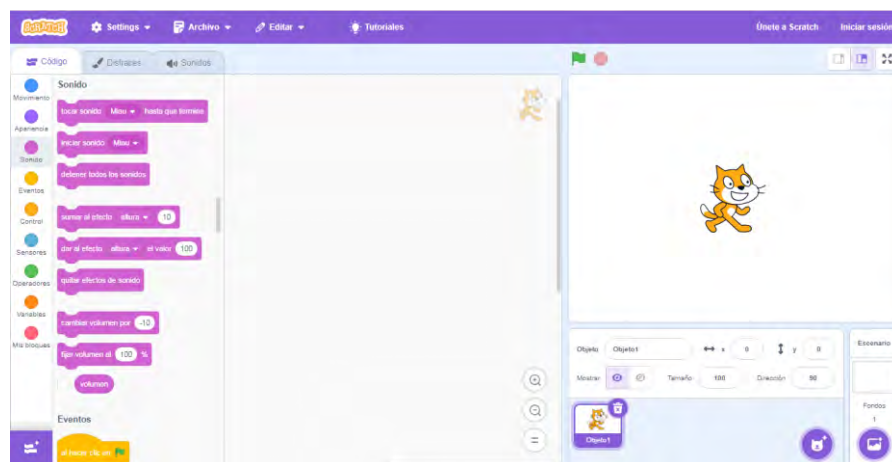 SCRATCH Settings Archivo Editar Tutoriales Únete a Scratch Iniciar sesión
Código Disfraces Sonidos
Movimiento
Apariencia
Sonido
Eventos
Control
Sensores
Operadores
Variables
Mis bloques
Sonido
tocar sonido Miau hasta que termine
iniciar sonido Miau
detener todos los sonidos
sumar al efecto altura 10
dar al efecto altura el valor 100
quitar efectos de sonido
cambiar volumen por -10
fijar volumen al 100 %
volumen
Eventos
al hacer clic en
Objeto Objeto1 x 0 y 0
Mostrar Tamaño 100 Dirección 90
Objeto1
Escenario
Fondos
1